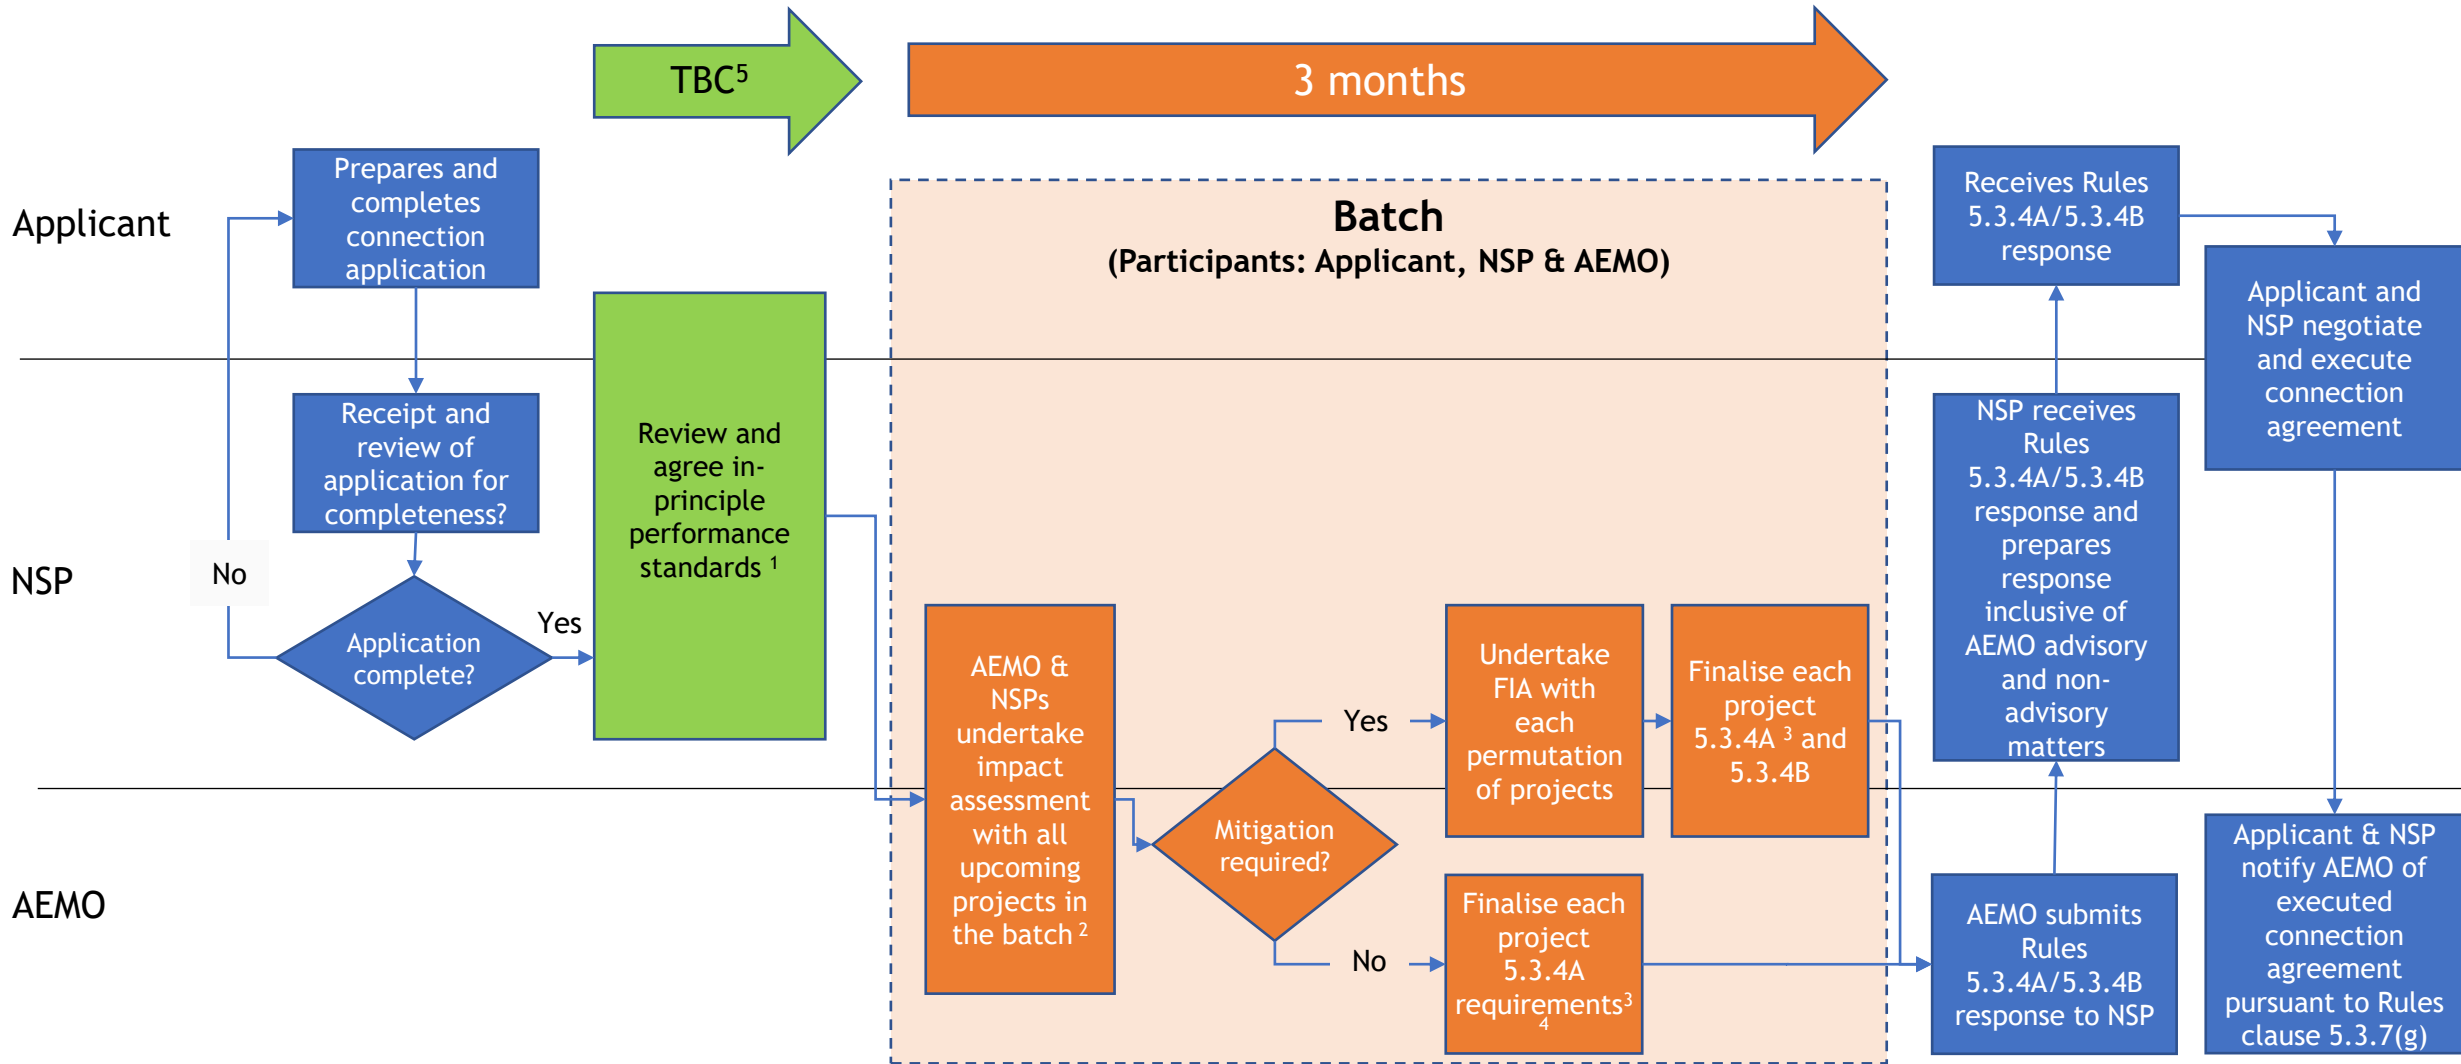 TBC5
3 months
Applicant
NSP
AEMO
Prepares and
completes
connection
application
Receipt and
review of
application for
completeness?
No
Application
complete?
Yes
Review and
agree in-
principle
performance
standards 1
Batch
(Participants: Applicant, NSP & AEMO)
AEMO &
NSPs
undertake
impact
assessment
with all
upcoming
projects in
the batch 2
Mitigation
required?
Yes
Undertake
FIA with
each
permutation
of projects
Finalise each
project
5.3.4A 3 and
5.3.4B
No
Finalise each
project
5.3.4A
requirements3
4
AEMO submits
Rules
5.3.4A/5.3.4B
response to NSP
NSP receives
Rules
5.3.4A/5.3.4B
response and
prepares
response
inclusive of
AEMO advisory
and non-
advisory
matters
Receives Rules
5.3.4A/5.3.4B
response
Applicant and
NSP negotiate
and execute
connection
agreement
Applicant & NSP
notify AEMO of
executed
connection
agreement
pursuant to Rules
clause 5.3.7(g)